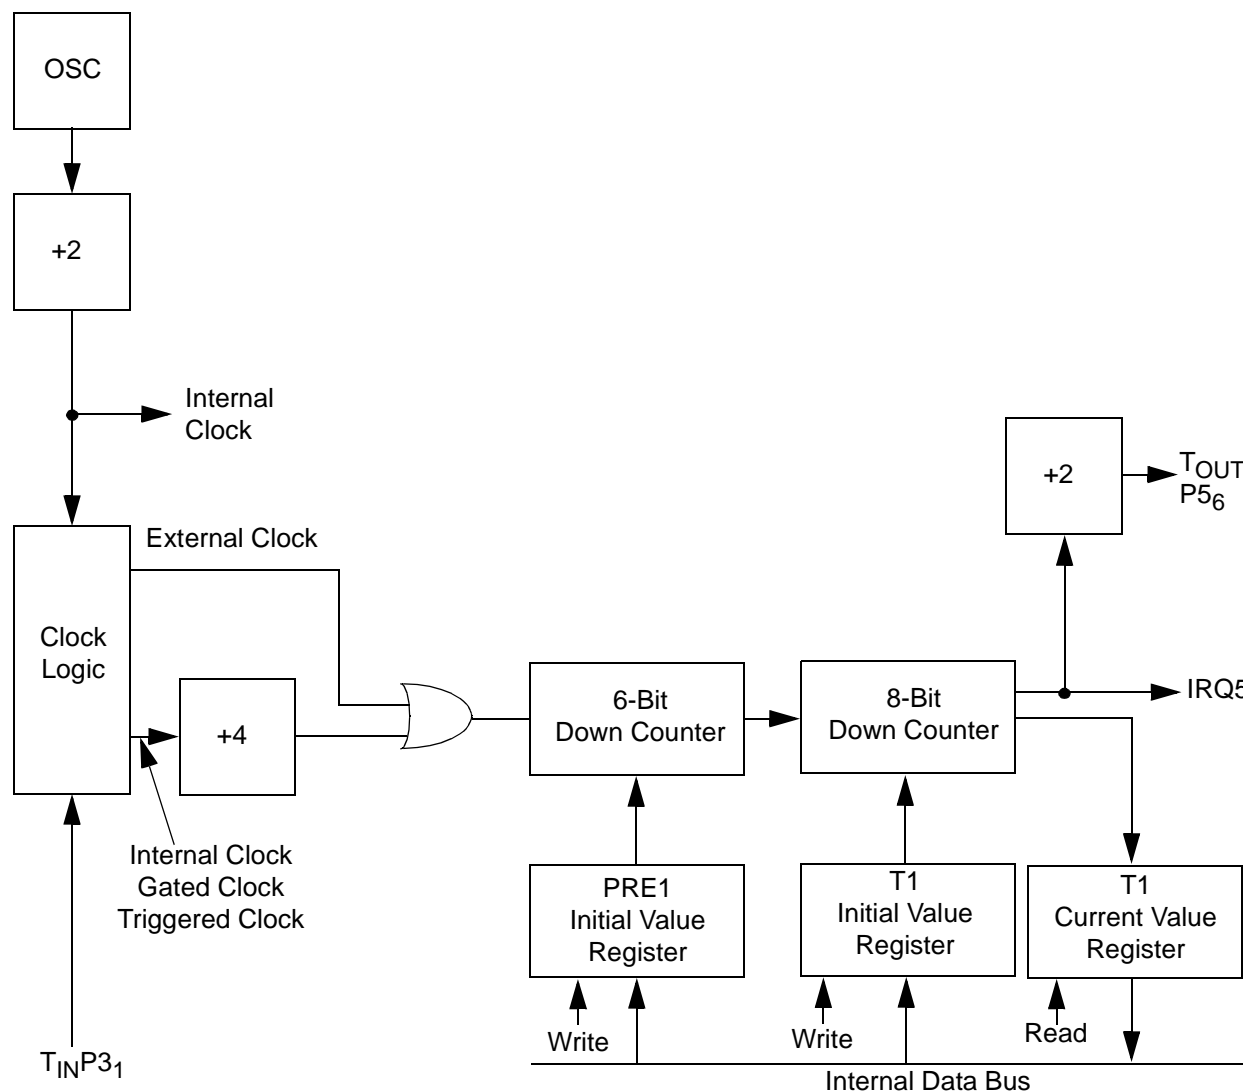 OSC
+2
Internal
Clock
+2
TOUT
P56
External Clock
Clock
Logic
+4
6-Bit
Down Counter
8-Bit
Down Counter
IRQ5
Internal Clock
Gated Clock
Triggered Clock
PRE1
Initial Value
Register
T1
Initial Value
Register
T1
Current Value
Register
Write
Write
Read
TINP31
Internal Data Bus